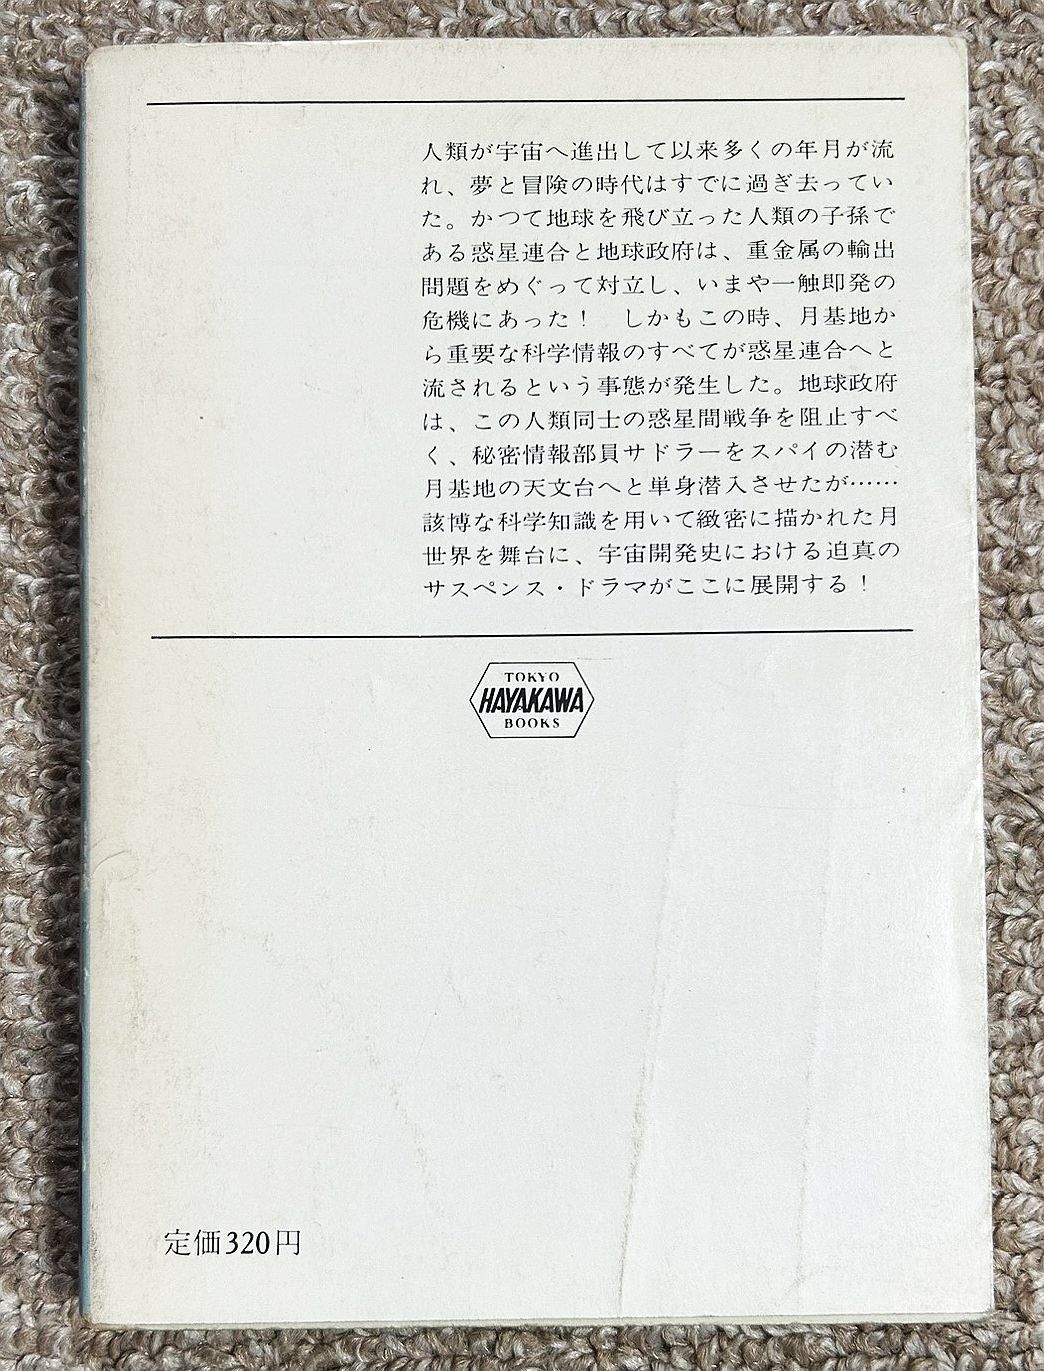 人類が宇宙へ進出して以来多くの年月が流
れ、夢と冒険の時代はすでに過ぎ去ってい
た。かつて地球を飛び立った人類の子孫で
ある惑星連合と地球政府は、重金属の輸出
問題をめぐって対立し、いまや一触即発の
危機にあった！　しかもこの時、月基地か
ら重要な科学情報のすべてが惑星連合へと
流されるという事態が発生した。地球政府
は、この人類同士の惑星間戦争を阻止すべ
く、秘密情報部員サドラーをスパイの潜む
月基地の天文台へと単身潜入させたが……
該博な科学知識を用いて緻密に描かれた月
世界を舞台に、宇宙開発史における迫真の
サスペンス・ドラマがここに展開する！
TOKYO
HAYAKAWA
BOOKS
定価320円